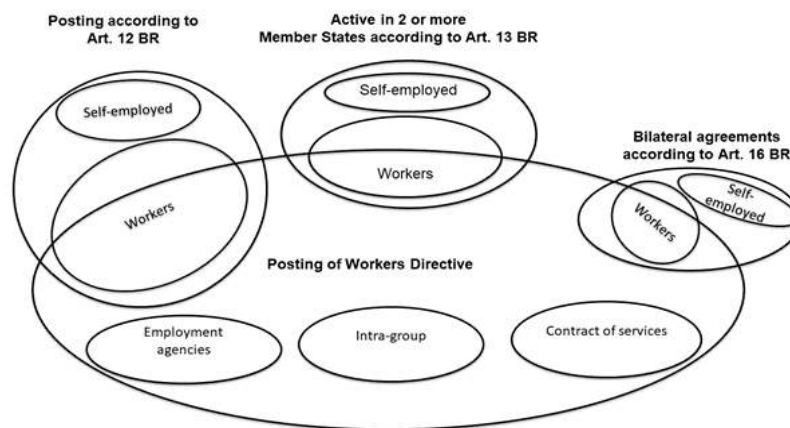 Posting according to
Art. 12 BR
Active in 2 or more
Member States according to Art. 13 BR
Self-employed
Self-employed
Bilateral agreements
according to Art. 16 BR
Workers
Workers
Self-
employed
Workers
Posting of Workers Directive
Employment
agencies
Intra-group
Contract of services